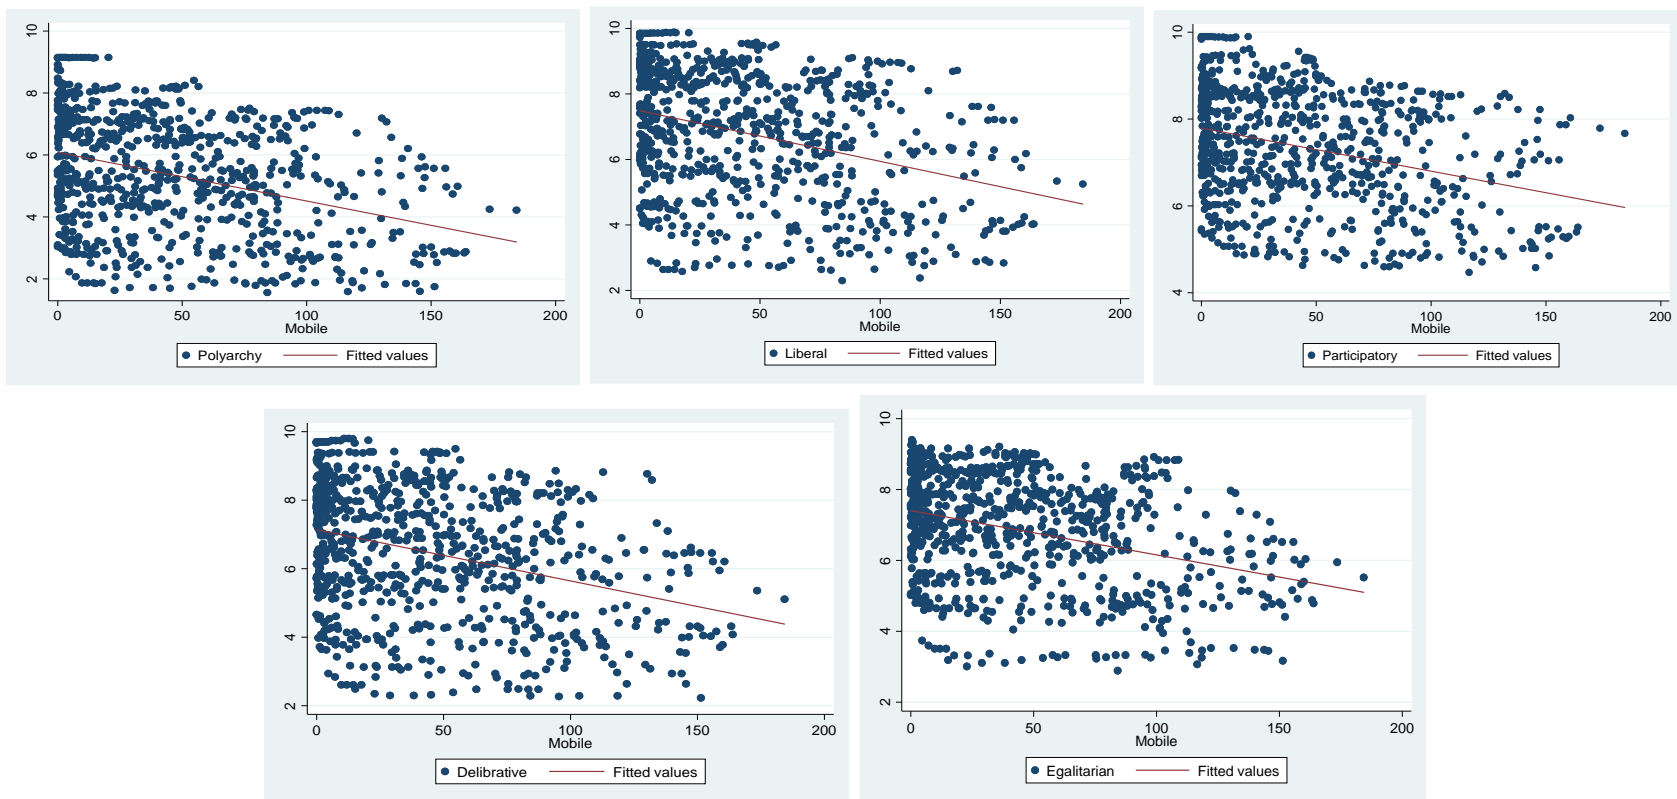 10
8
6
4
2
0 50 100 150 200
Mobile
Polyarchy Fitted values
10
8
6
4
2
0 50 100 150 200
Mobile
Liberal Fitted values
10
8
6
4
0 50 100 150 200
Mobile
Participatory Fitted values
10
8
6
4
2
0 50 100 150 200
Mobile
Delibrative Fitted values
10
8
6
4
2
0 50 100 150 200
Mobile
Egalitarian Fitted values